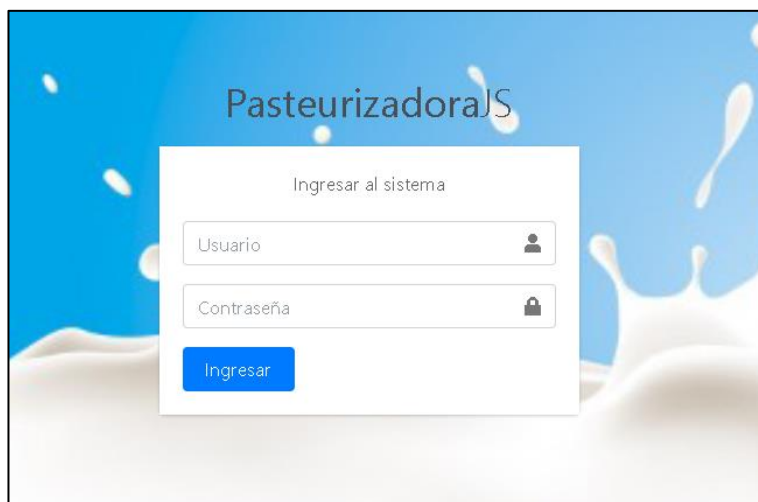 PasteurizadoraJS
Ingresar al sistema
Usuario
Contraseña
Ingresar